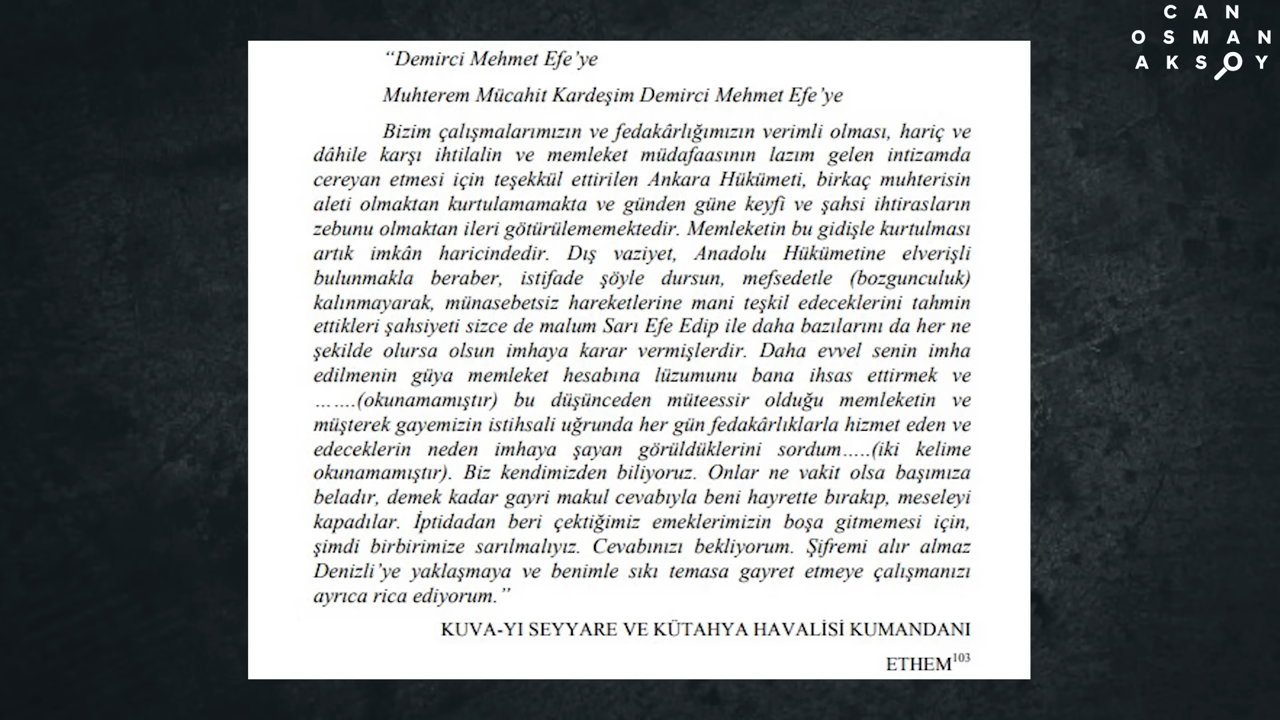 CAN
OSMAN
AKSOY
“Demirci Mehmet Efe’ye
Muhterem Mücahit Kardeşim Demirci Mehmet Efe’ye
Bizim çalışmalarımızın ve fedakârlığımızın verimli olması, hariç ve
dâhile karşı ihtilalin ve memleket müdafaasının lazım gelen intizamda
cereyan etmesi için teşekkül ettirilen Ankara Hükümeti, birkaç muhterisin
aleti olmaktan kurtulamamakta ve günden güne keyfi ve şahsi ihtirasların
zebunu olmaktan ileri götürülememektedir. Memleketin bu gidişle kurtulması
artık imkân haricindedir. Dış vaziyet, Anadolu Hükümetine elverişli
bulunmakla beraber, istifade şöyle dursun, mefsedetle (bozgunculuk)
kalınmayarak, münasebetsiz hareketlerine mani teşkil edeceklerini tahmin
ettikleri şahsiyeti sizce de malum Sarı Efe Edip ile daha bazılarını da her ne
şekilde olursa olsun imhaya karar vermişlerdir. Daha evvel senin imha
edilmenin güya memleket hesabına lüzumunu bana ihsas ettirmek ve
…….(okunamamıştır) bu düşünceden müteessir olduğu memleketin ve
müşterek gayemizin istihsali uğrunda her gün fedakârlıklarla hizmet eden ve
edeceklerin neden imhaya şayan görüldüklerini sordum…..(iki kelime
okunamamıştır). Biz kendimizden biliyoruz. Onlar ne vakit olsa başımıza
beladır, demek kadar gayri makul cevabıyla beni hayrette bırakıp, meseleyi
kapadılar. İptidadan beri çektiğimiz emeklerimizin boşa gitmemesi için,
şimdi birbirimize sarılmalıyız. Cevabınızı bekliyorum. Şifremi alır almaz
Denizli’ye yaklaşmaya ve benimle sıkı temasa gayret etmeye çalışmanızı
ayrıca rica ediyorum.”
KUVA-YI SEYYARE VE KÜTAHYA HAVALİSİ KUMANDANI
ETHEM103